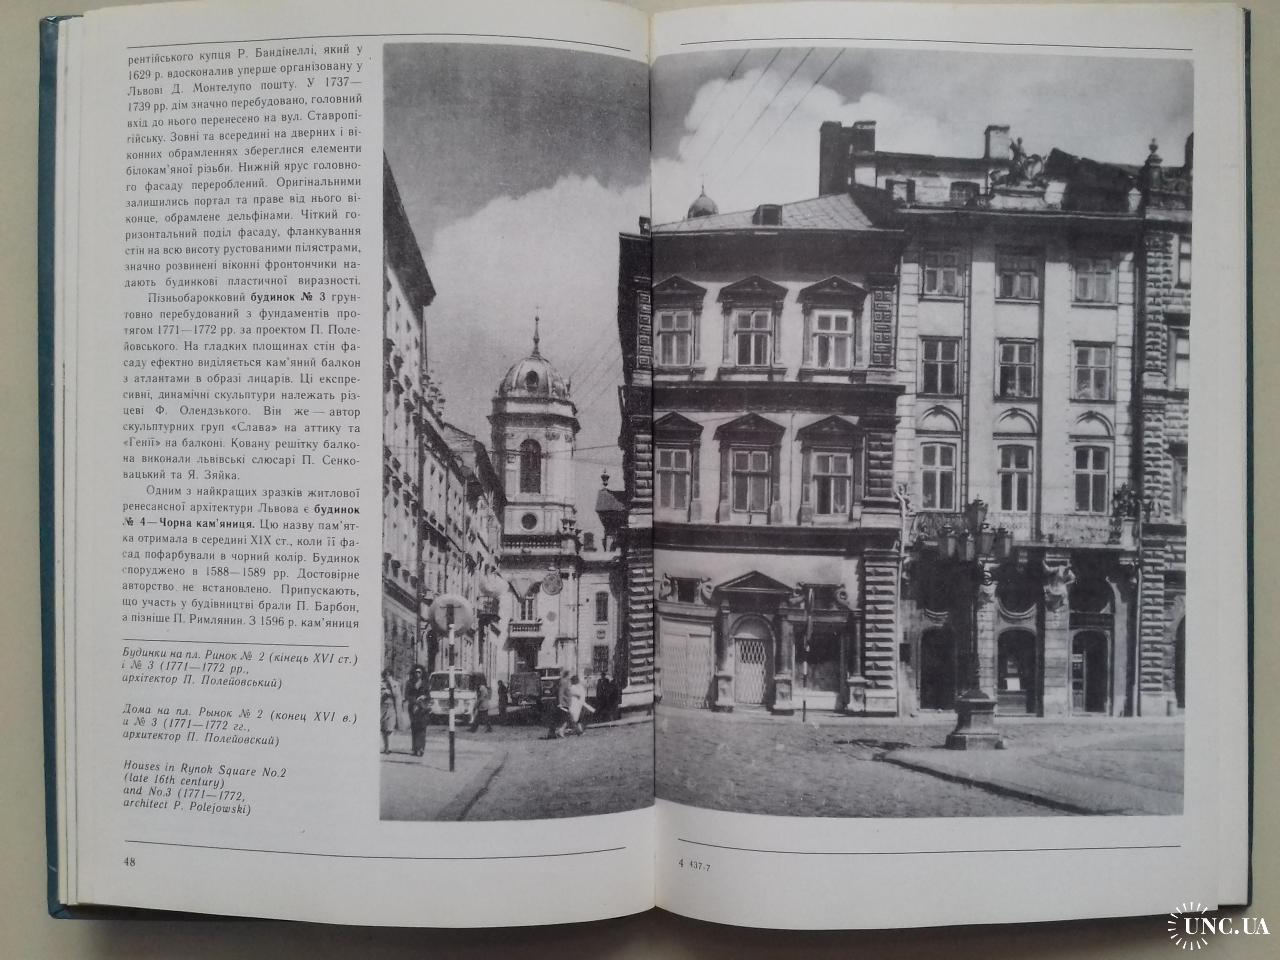 рентійського купця Р. Бандінеллі, який у
1629 р. вдосконалив уперше організовану у
Львові Д. Монтелупо пошту. У 1737—
1739 рр. дім значно перебудовано, головний
вхід до нього перенесено на вул. Ставропі-
гійську. Зовні та всередині на дверних і ві-
конних обрамленнях збереглися елементи
білокам'яної різьби. Нижній ярус головно-
го фасаду перероблений. Оригінальними
залишились портал та праве від нього ві-
конце, обрамлене дельфінами. Чіткий го-
ризонтальний поділ фасаду, фланкування
стін на всю висоту рустованими пілястрами,
значно розвинені віконні фронтончики на-
дають будинкові пластичної виразності.
Пізньобарокковий будинок № 3 грун-
товно перебудований з фундаментів про-
тягом 1771—1772 рр. за проектом П. Поле-
йовського. На гладких площинах стін фа-
саду ефектно виділяється кам'яний балкон
з атлантами в образі лицарів. Ці експре-
сивні, динамічні скульптури належать різ-
цеві Ф. Олендзького. Він же — автор
скульптурних груп «Слава» на аттику та
«Генії» на балконі. Ковану решітку балко-
на виконали львівські слюсарі П. Сенко-
вацький та Я. Зяйка.
Одним з найкращих зразків житлової
ренесансної архітектури Львова є будинок
№ 4—Чорна кам'яниця. Цю назву пам'ят-
ка отримала в середині XIX ст., коли її фа-
сад пофарбували в чорний колір. Будинок
споруджено в 1588—1589 рр. Достовірне
авторство не встановлено. Припускають,
що участь у будівництві брали П. Барбон,
а пізніше П. Римлянин. З 1596 р. кам'яниця
Будинки на пл. Ринок № 2 (кінець XVI ст.)
і № 3 (1771—1772 рр.,
архітектор П. Полейовський)
Дома на пл. Рынок № 2 (конец XVI в.)
и № 3 (1771—1772 гг.,
архитектор П. Полейовский)
Houses in Rynok Square No.2
(late 16th century)
and No.3 (1771—1772,
architect P. Polejowski)
48
4 437-7
UNC.UA